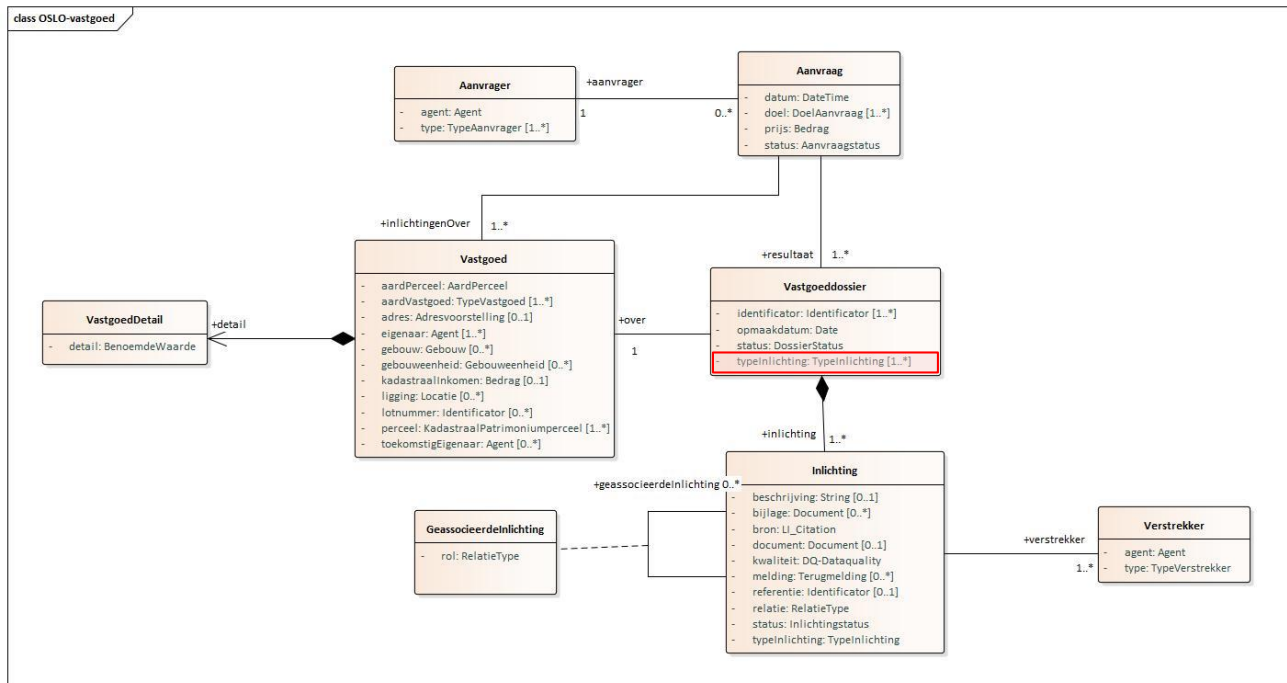 class OSLO-vastgoed
Aanvrager
- agent: Agent
- type: TypeAanvrager [1..*]
+aanvrager
1
0..*
Aanvraag
- datum: DateTime
- doel: DoelAanvraag [1..*]
- prijs: Bedrag
- status: Aanvraagstatus
+inlichtingenOver
1..*
+resultaat
1..*
VastgoedDetail
- detail: BenoemdeWaarde
+detail
Vastgoed
- aardPerceel: AardPerceel
- aardVastgoed: TypeVastgoed [1..*]
- adres: Adresvoorstelling [0..1]
- eigenaar: Agent [1..*]
- gebouw: Gebouw [0..*]
- gebouweenheid: Gebouweenheid [0..*]
- kadastraalInkomen: Bedrag [0..1]
- ligging: Locatie [0..*]
- lotnummer: Identificator [0..*]
- perceel: KadastraalPatrimoniumperceel [1..*]
- toekomstigEigenaar: Agent [0..*]
+over
1
Vastgoeddossier
- identificator: Identificator [1..*]
- opmaakdatum: Date
- status: DossierStatus
- typeInlichting: TypeInlichting [1..*]
+inlichting
1..*
GeassocieerdeInlichting
- rol: RelatieType
+geassocieerdeInlichting 0..*
Inlichting
- beschrijving: String [0..1]
- bijlage: Document [0..*]
- bron: LI_Citation
- document: Document [0..1]
- kwaliteit: DQ-Dataquality
- melding: Terugmelding [0..*]
- referentie: Identificator [0..1]
- relatie: RelatieType
- status: Inlichtingstatus
- typeInlichting: TypeInlichting
+verstrekker
1..*
Verstrekker
- agent: Agent
- type: TypeVerstrekker